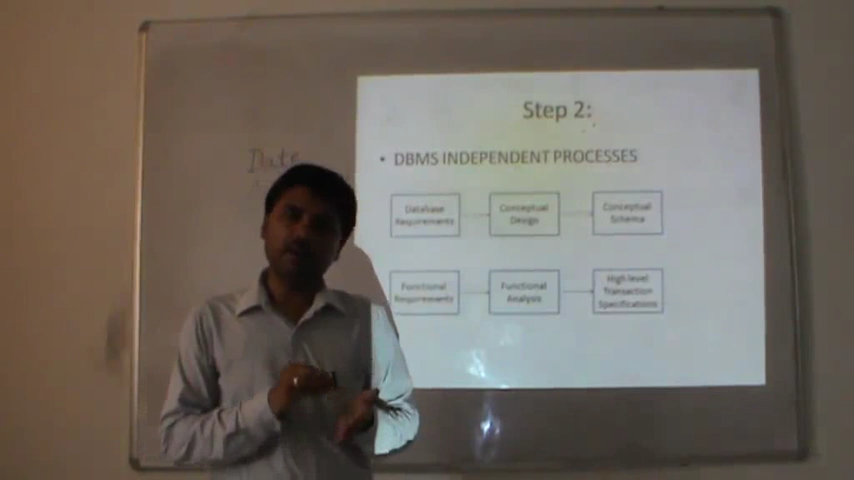 Step 2:
Date
• DBMS INDEPENDENT PROCESSES
Database
Requirements
Conceptual
Design
Conceptual
Schema
Functional
Requirements
Functional
Analysis
High level
Transaction
Specifications